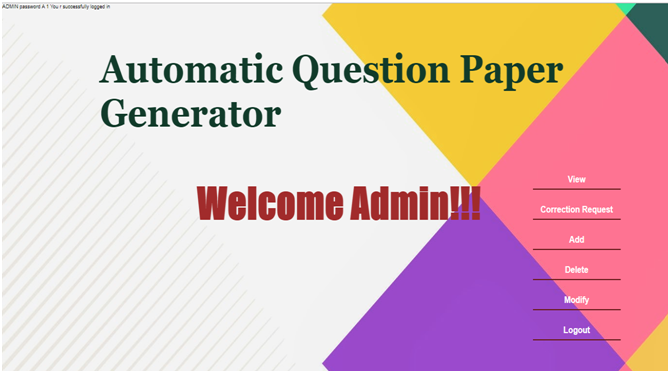 ADMIN password A 1 You r successfully logged in
Automatic Question Paper
Generator
Welcome Admin!!!
View
Correction Request
Add
Delete
Modify
Logout